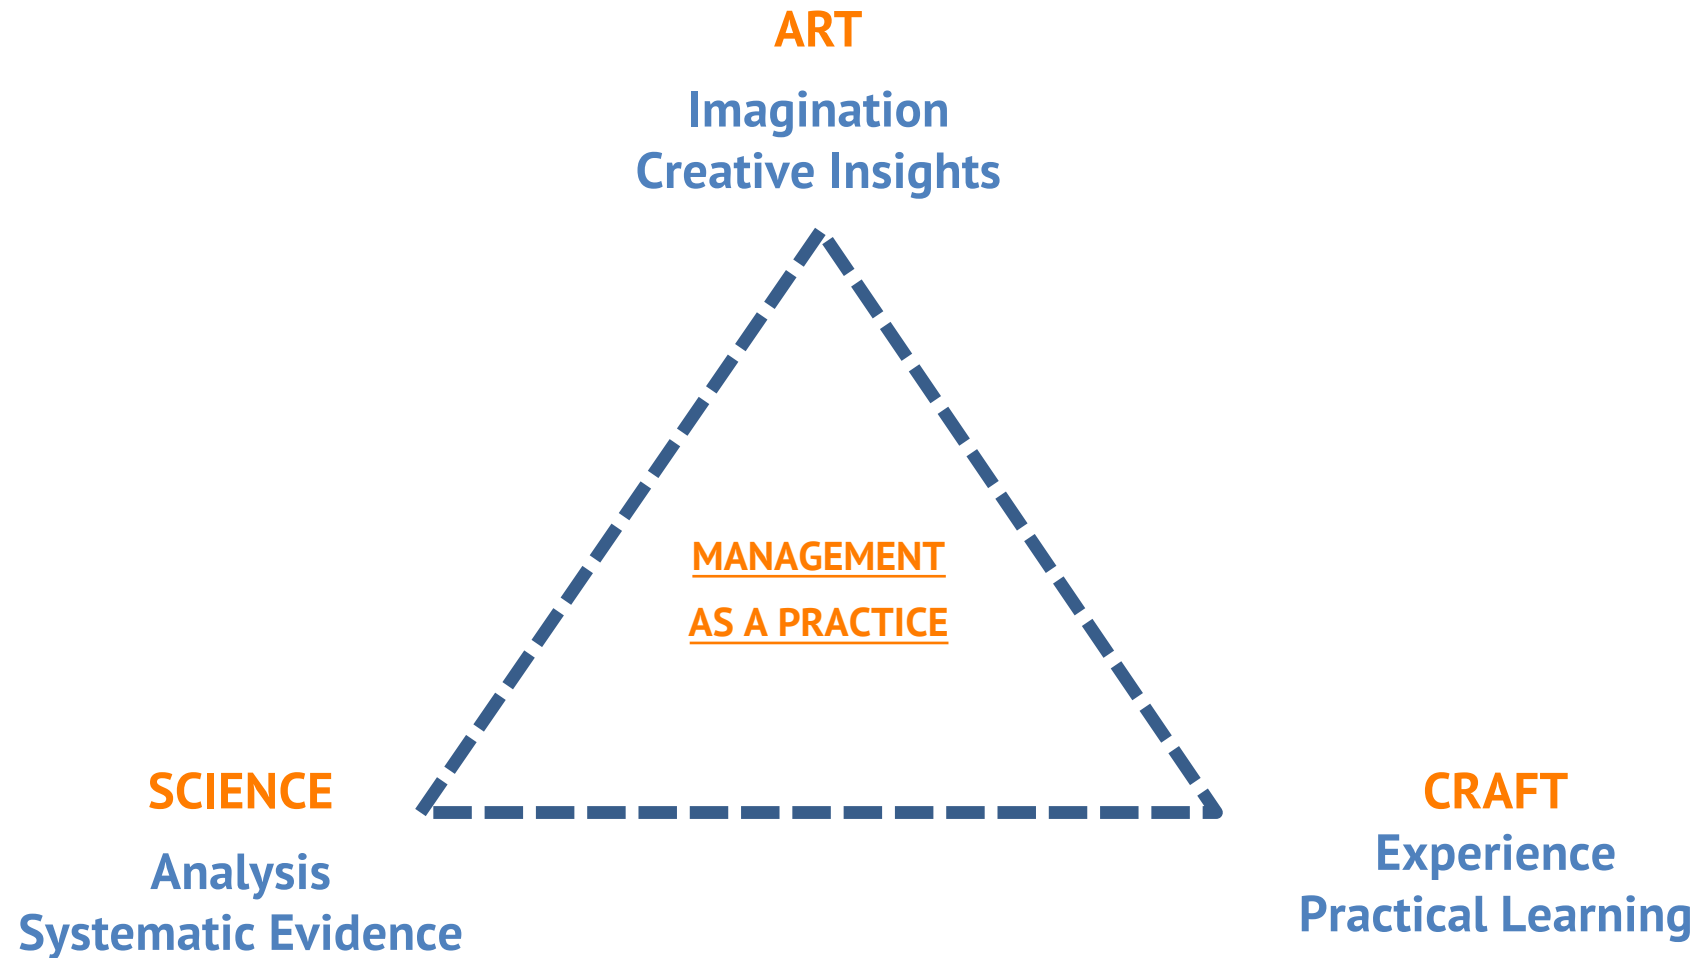 ART
Imagination
Creative Insights
MANAGEMENT
AS A PRACTICE
SCIENCE
Analysis
Systematic Evidence
CRAFT
Experience
Practical Learning